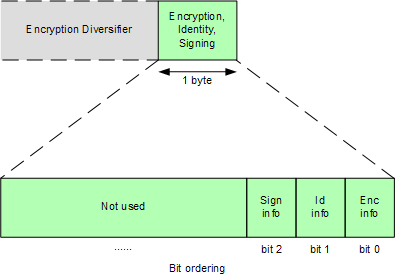 Encryption Diversifier
Encryption,
Identity,
Signing
1 byte
Not used
Sign
info
Id
info
Enc
info
......
bit 2
bit 1
bit 0
Bit ordering